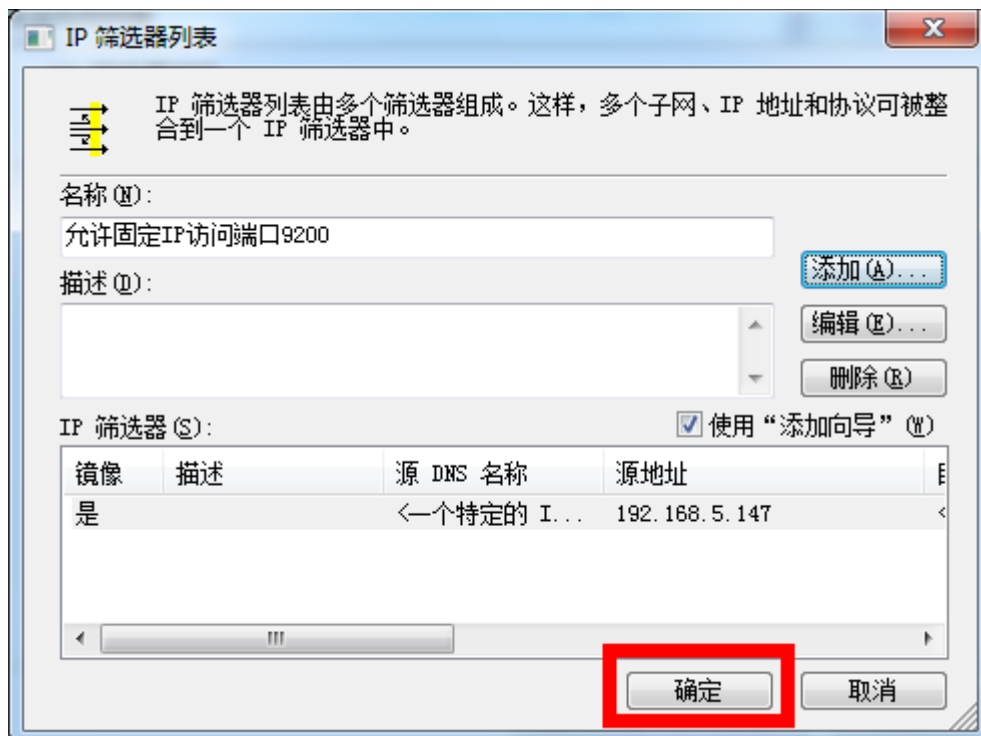 IP 筛选器列表
IP 筛选器列表由多个筛选器组成。这样，多个子网、IP 地址和协议可被整
合到一个 IP 筛选器中。
名称(N):
允许固定IP访问端口9200
添加(A)...
描述(D):
编辑(E)...
删除(R)
IP 筛选器(S):
使用“添加向导” (W)
镜像 描述 源 DNS 名称 源地址
是 <一个特定的 I... 192.168.5.147 <
确定 取消